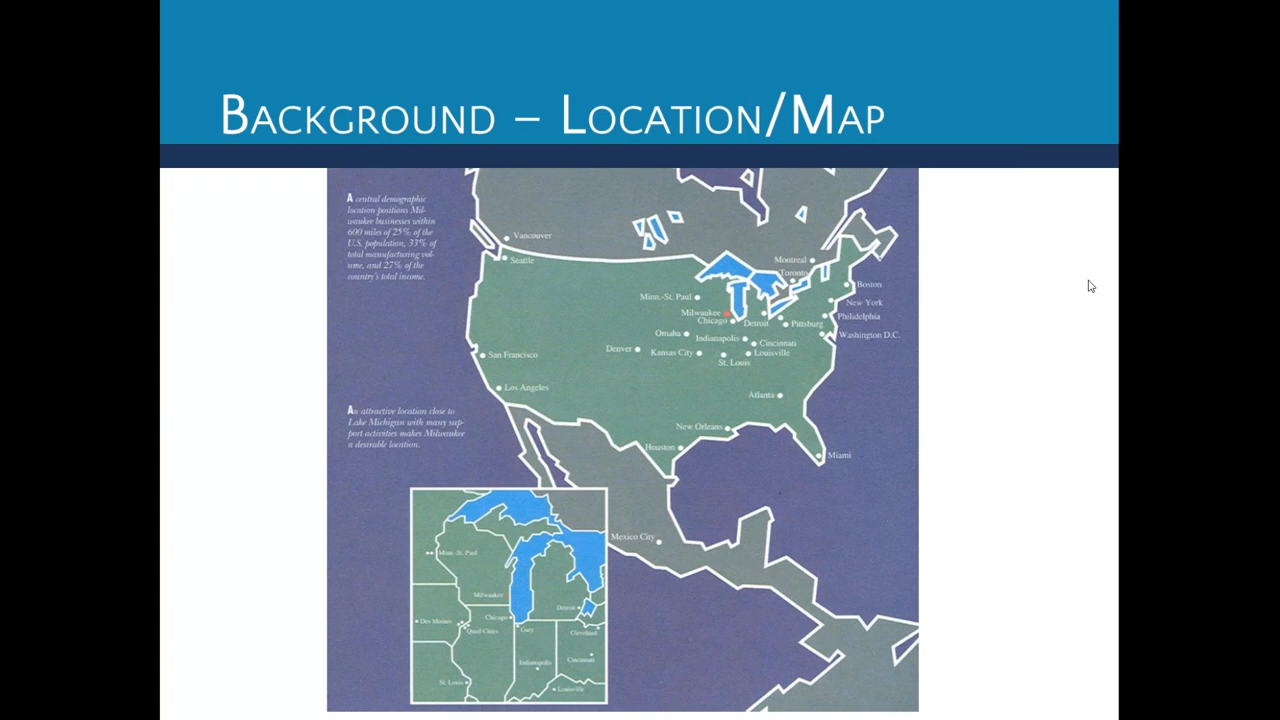 BACKGROUND – LOCATION/MAP
A central demographic
location positions Mil-
waukee businesses within
600 miles of 25% of the
U.S. population, 33% of
total manufacturing vol-
ume, and 27% of the
country's total income.
Vancouver
Seattle
Montreal
Toronto
Boston
Minn.-St. Paul
New York
Milwaukee
Chicago
Detroit
Pittsburg
Philidelphia
Omaha
Indianapolis
Cincinnati
Washington D.C.
Denver
Kansas City
Louisville
St. Louis
San Francisco
Los Angeles
Atlanta
An attractive location close to
Lake Michigan with many sup-
port activities makes Milwaukee
a desirable location.
New Orleans
Houston
Miami
Mexico City
Minn.-St. Paul
Milwaukee
Detroit
Chicago
Des Moines
Quad Cities
Gary
Cleveland
Indianapolis
Cincinnati
St. Louis
Louisville